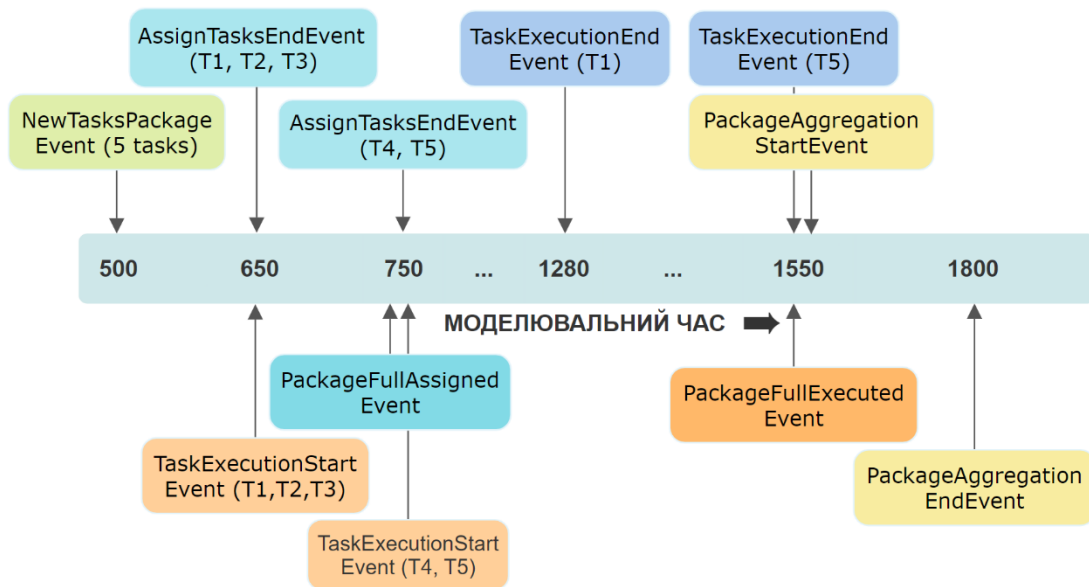 AssignTasksEndEvent
(T1, T2, T3)
TaskExecutionEnd
Event (T1)
TaskExecutionEnd
Event (T5)
NewTasksPackage
Event (5 tasks)
AssignTasksEndEvent
(T4, T5)
PackageAggregation
StartEvent
500 650 750 ... 1280 ... 1550 1800
МОДЕЛЮВАЛЬНИЙ ЧАС
PackageFullAssigned
Event
PackageFullExecuted
Event
TaskExecutionStart
Event (T1,T2,T3)
PackageAggregation
EndEvent
TaskExecutionStart
Event (T4, T5)